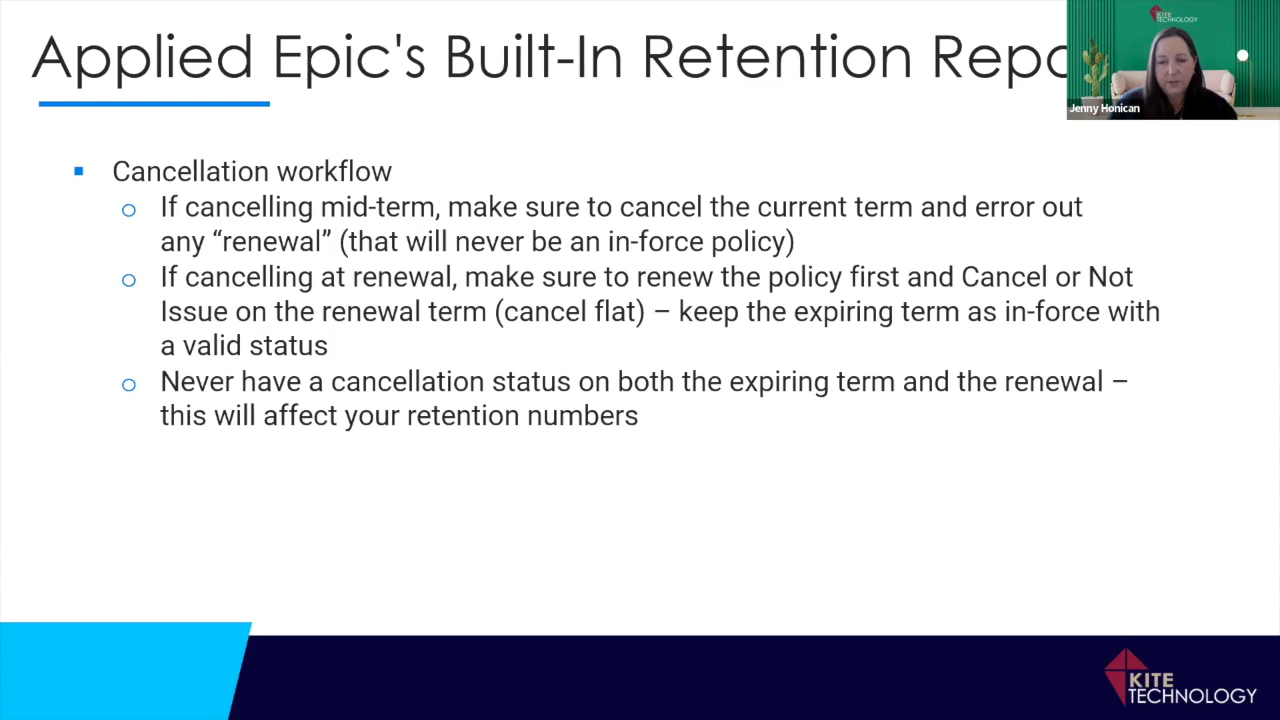 Applied Epic's Built-In Retention Repo
KITE
TECHNOLOGY
Jenny Honican
▪ Cancellation workflow
o If cancelling mid-term, make sure to cancel the current term and error out
any “renewal” (that will never be an in-force policy)
o If cancelling at renewal, make sure to renew the policy first and Cancel or Not
Issue on the renewal term (cancel flat) – keep the expiring term as in-force with
a valid status
o Never have a cancellation status on both the expiring term and the renewal –
this will affect your retention numbers
KITE
TECHNOLOGY